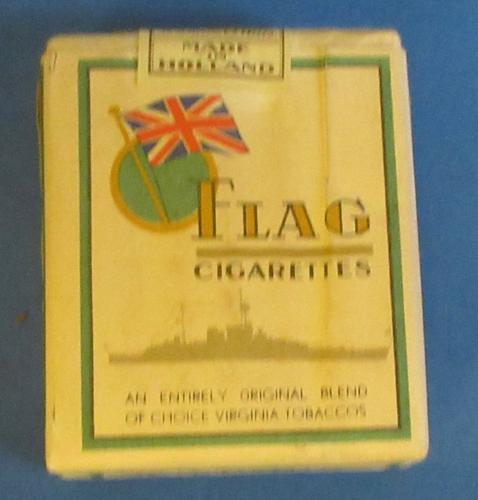 MADE
IN
HOLLAND
FLAG
CIGARETTES
AN ENTIRELY ORIGINAL BLEND
OF CHOICE VIRGINIA TOBACCOS